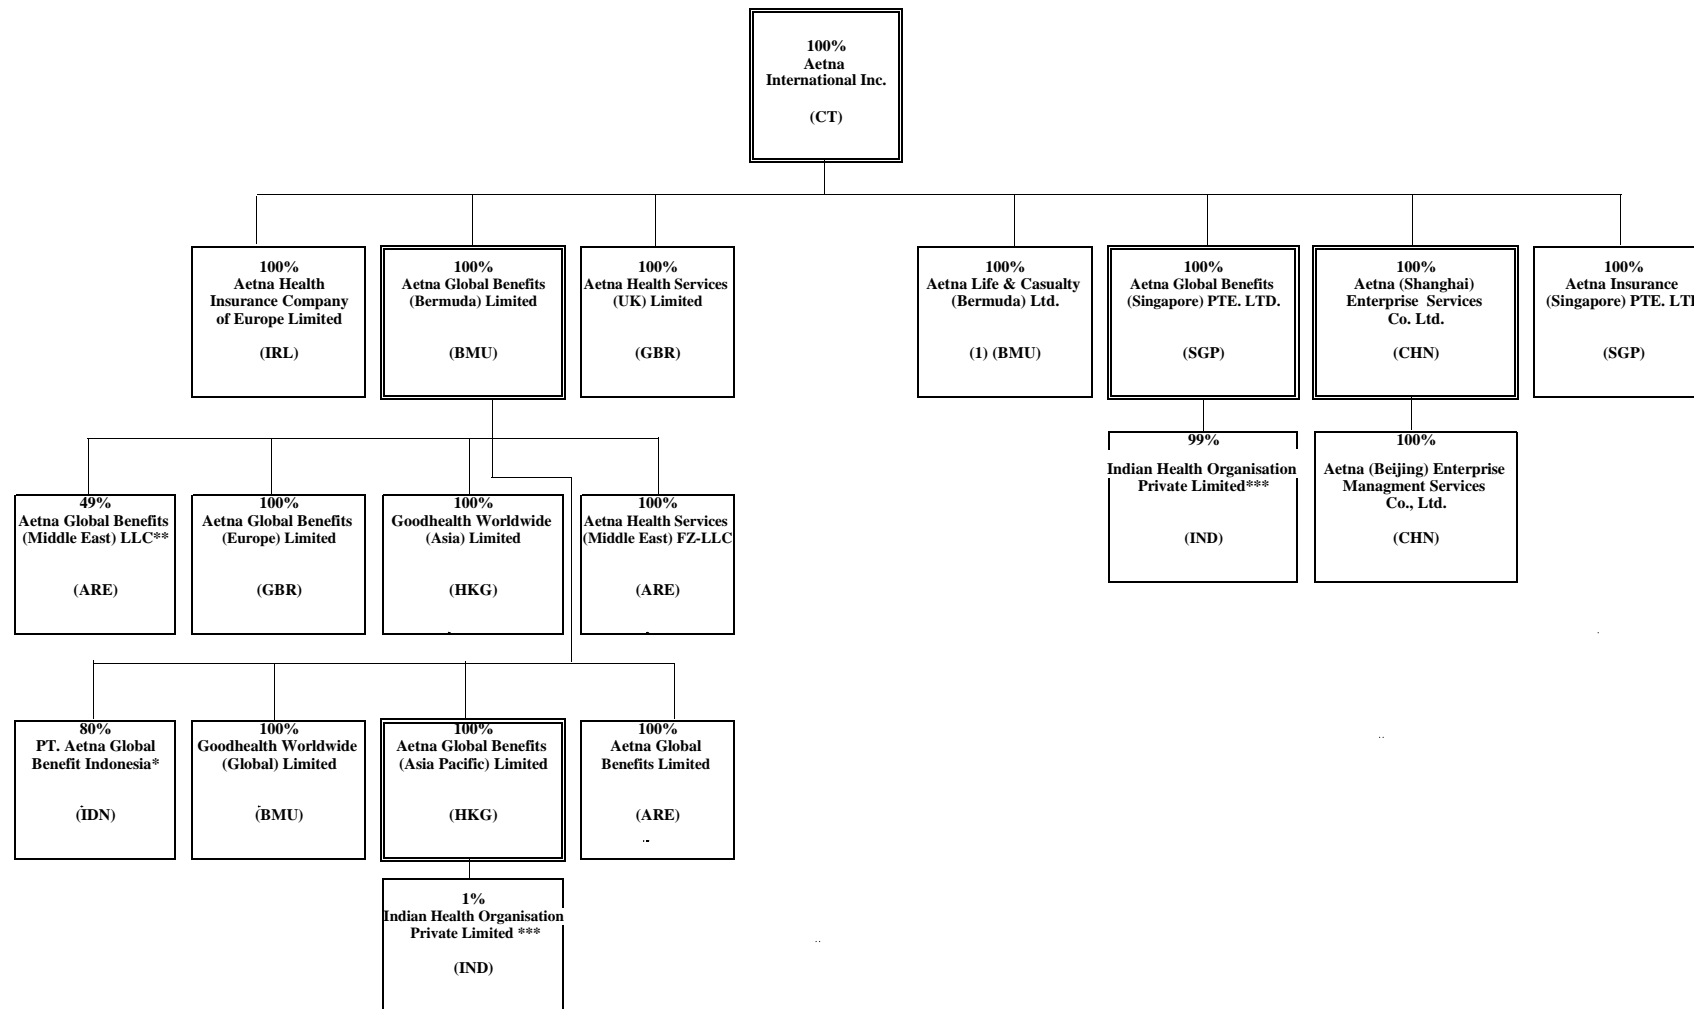 100%
Aetna
International Inc.
(CT)
100%
Aetna Health
Insurance Company
of Europe Limited
(IRL)
100%
Aetna Global Benefits
(Bermuda) Limited
(BMU)
100%
Aetna Health Services
(UK) Limited
(GBR)
100%
Aetna Life & Casualty
(Bermuda) Ltd.
(1) (BMU)
100%
Aetna Global Benefits
(Singapore) PTE. LTD.
(SGP)
100%
Aetna (Shanghai)
Enterprise Services
Co. Ltd.
(CHN)
100%
Aetna Insurance
(Singapore) PTE.
(SGP)
99%
Indian Health Organisation
Private Limited***
(IND)
100%
Aetna (Beijing) Enterprise
Managment Services
Co., Ltd.
(CHN)
49%
Aetna Global Benefits
(Middle East) LLC**
(ARE)
100%
Aetna Global Benefits
(Europe) Limited
(GBR)
100%
Goodhealth Worldwide
(Asia) Limited
(HKG)
100%
Aetna Health Services
(Middle East) FZ-LLC
(ARE)
80%
PT. Aetna Global
Benefit Indonesia*
(IDN)
100%
Goodhealth Worldwide
(Global) Limited
(BMU)
100%
Aetna Global Benefits
(Asia Pacific) Limited
(HKG)
100%
Aetna Global
Benefits Limited
(ARE)
1%
Indian Health Organisation
Private Limited ***
(IND)